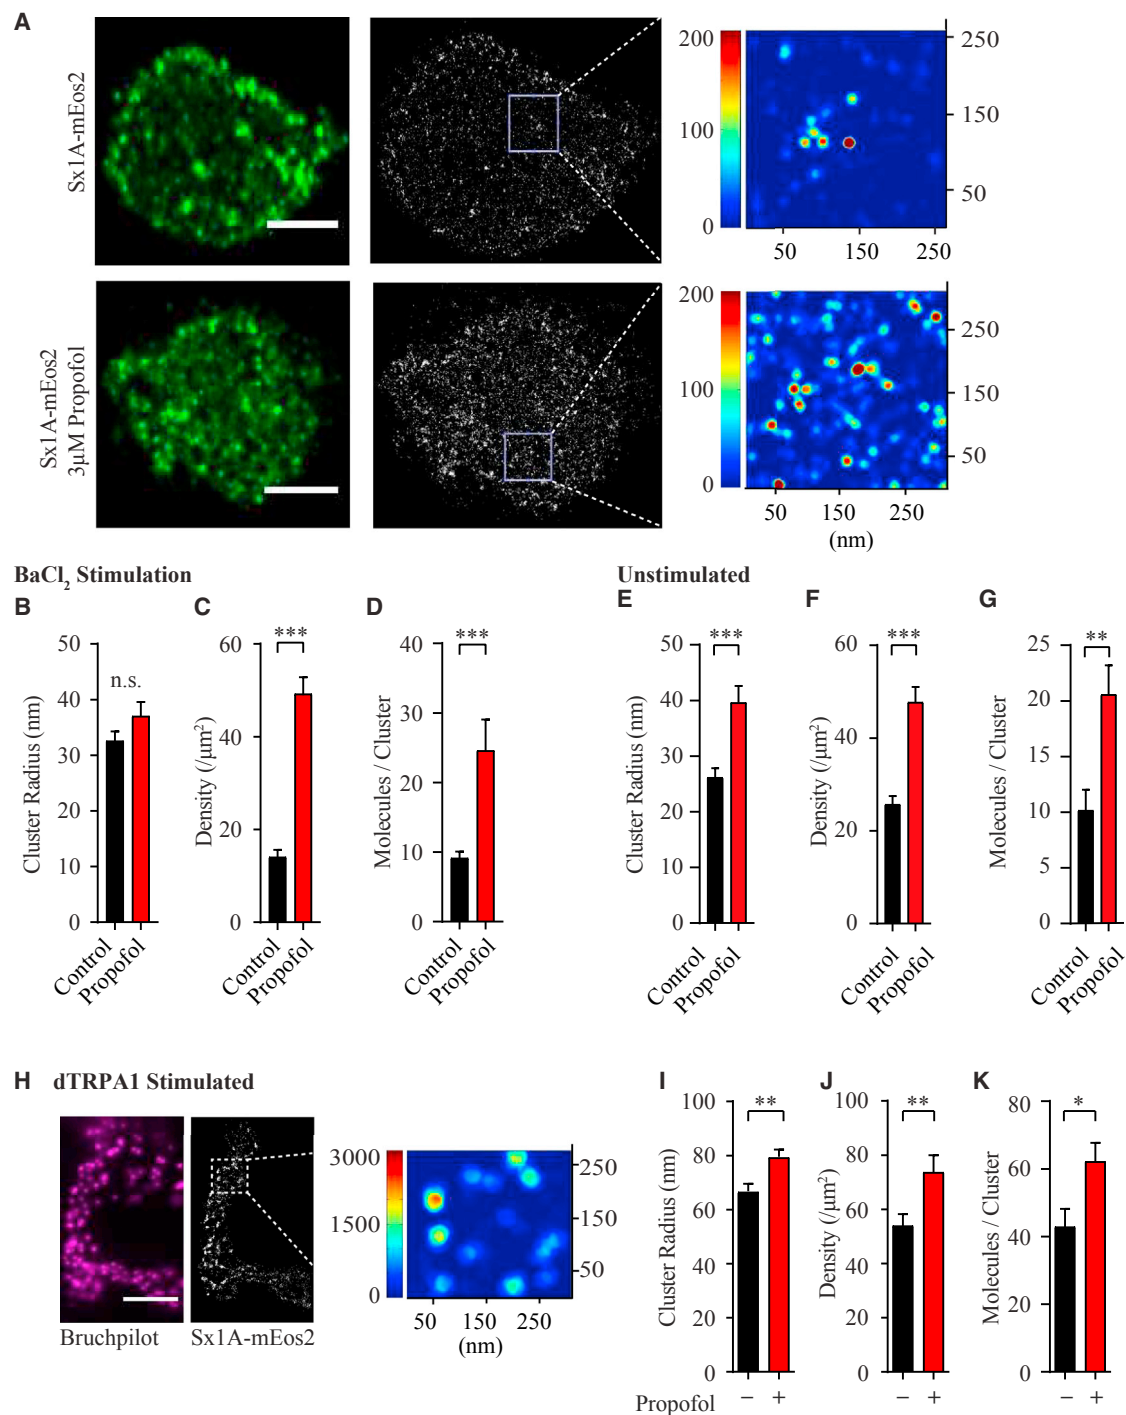 A
Sx1A-mEos2
200
100
0
250
150
50
50 150 250
Sx1A-mEos2
3µM Propofol
200
100
0
250
150
50
50 150 250
(nm)
BaCl2 Stimulation
Unstimulated
B
Cluster Radius (nm)
50
40
30
20
10
0
n.s.
Control
Propofol
C
Density (/µm²)
60
40
20
0
***
Control
Propofol
D
Molecules / Cluster
40
30
20
10
0
***
Control
Propofol
E
Cluster Radius (nm)
50
40
30
20
10
0
***
Control
Propofol
F
Density (/µm²)
60
40
20
0
***
Control
Propofol
G
Molecules / Cluster
25
20
15
10
5
0
**
Control
Propofol
H dTRPA1 Stimulated
Bruchpilot
Sx1A-mEos2
3000
1500
0
250
150
50
50 150 250
(nm)
I
Cluster Radius (nm)
100
80
60
40
20
0
**
Propofol − +
J
Density (/µm²)
100
80
60
40
20
0
**
− +
K
Molecules / Cluster
80
60
40
20
0
*
− +